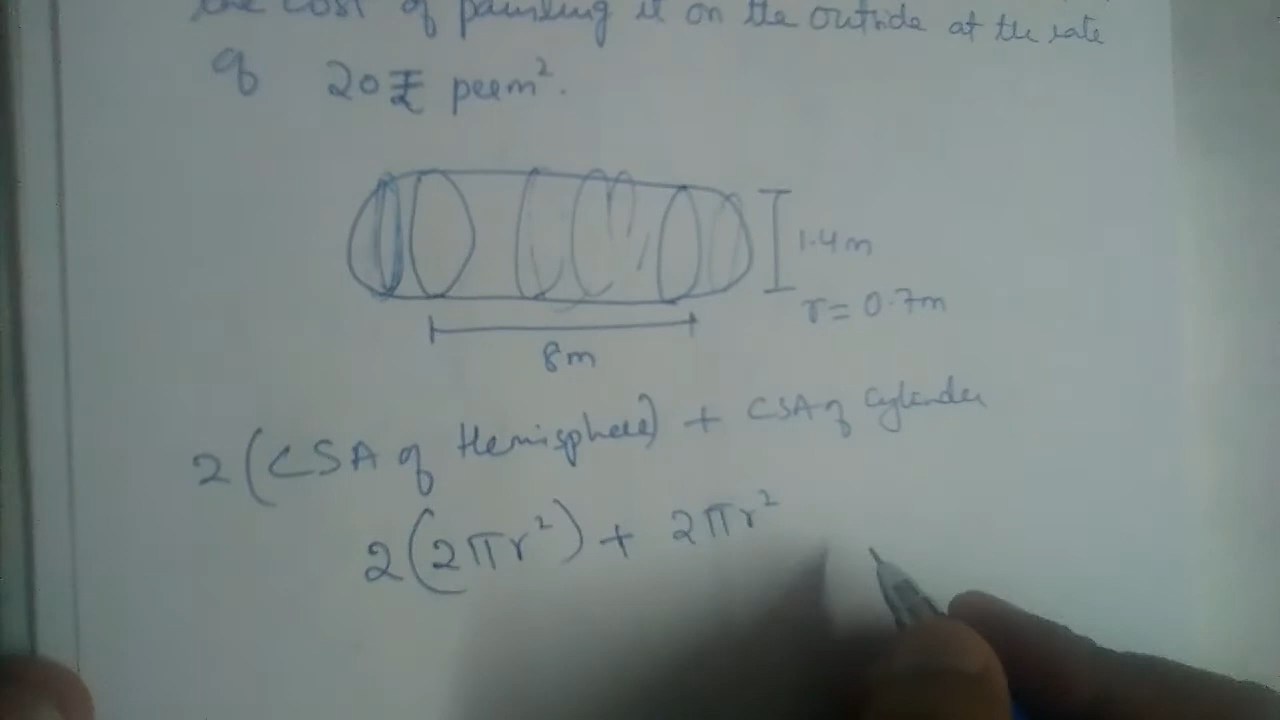 the cost of painting it on the outside at the rate
of 20₹ per m².
1.4m
r = 0.7m
8m
2 (CSA of Hemisphere) + CSA of cylinder
2(2πr²) + 2πr²